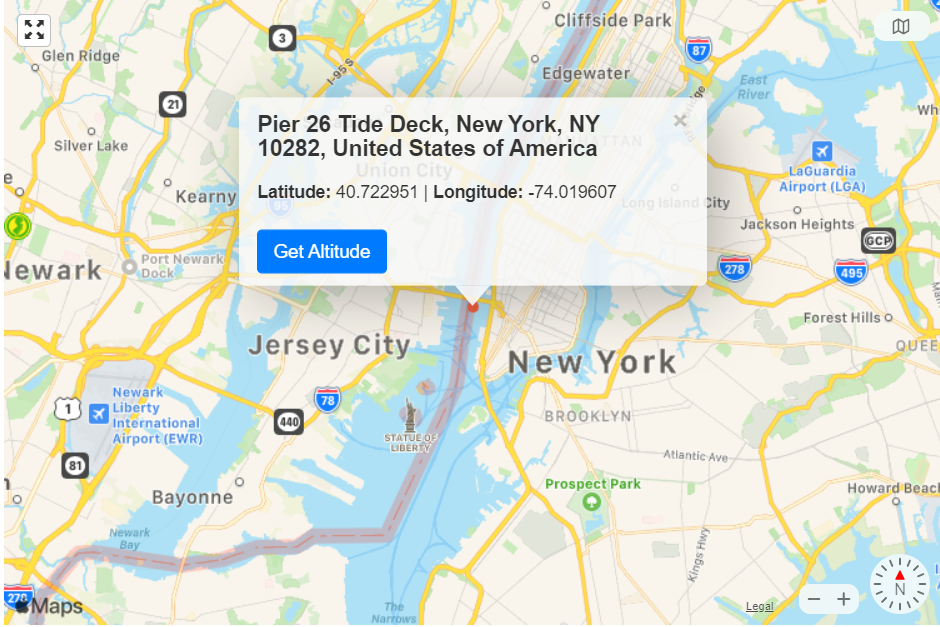 Cliffside Park
3
87
Glen Ridge
I-95 S
Edgewater
East
River
21
Silver Lake
Pier 26 Tide Deck, New York, NY
10282, United States of America
×
Union City
LaGuardia
Airport (LGA)
Latitude: 40.722951 | Longitude: -74.019607
Kearny
95
Long Island City
Jackson Heights
GCP
Get Altitude
Newark
Port Newark
Dock
278
495
Forest Hills
Jersey City
New York
QUEE
Newark
Liberty
International
Airport (EWR)
1
78
440
STATUE OF
LIBERTY
BROOKLYN
81
Atlantic Ave
Bayonne
Prospect Park
Howard Beach
Newark
Bay
Kings Hwy
N
278
Maps
The
Narrows
Legal
− +